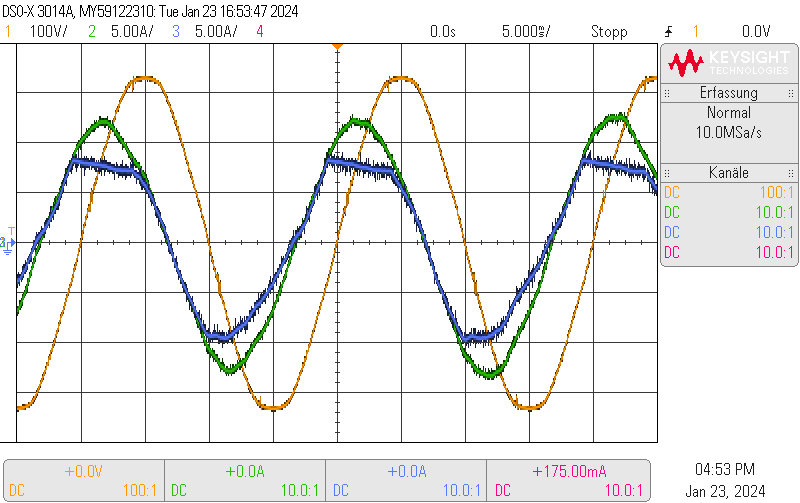 DSO-X 3014A, MY59122310: Tue Jan 23 16:53:47 2024
1 100V/ 2 5.00A/ 3 5.00A/ 4 0.0s 5.000ms/ Stopp 1 0.0V
KEYSIGHT
TECHNOLOGIES
Erfassung
Normal
10.0MSa/s
Kanäle
DC 100:1
DC 10.0:1
DC 10.0:1
DC 10.0:1
+0.0V +0.0A +0.0A +175.00mA
DC 100:1 DC 10.0:1 DC 10.0:1 DC 10.0:1
04:53 PM
Jan 23, 2024